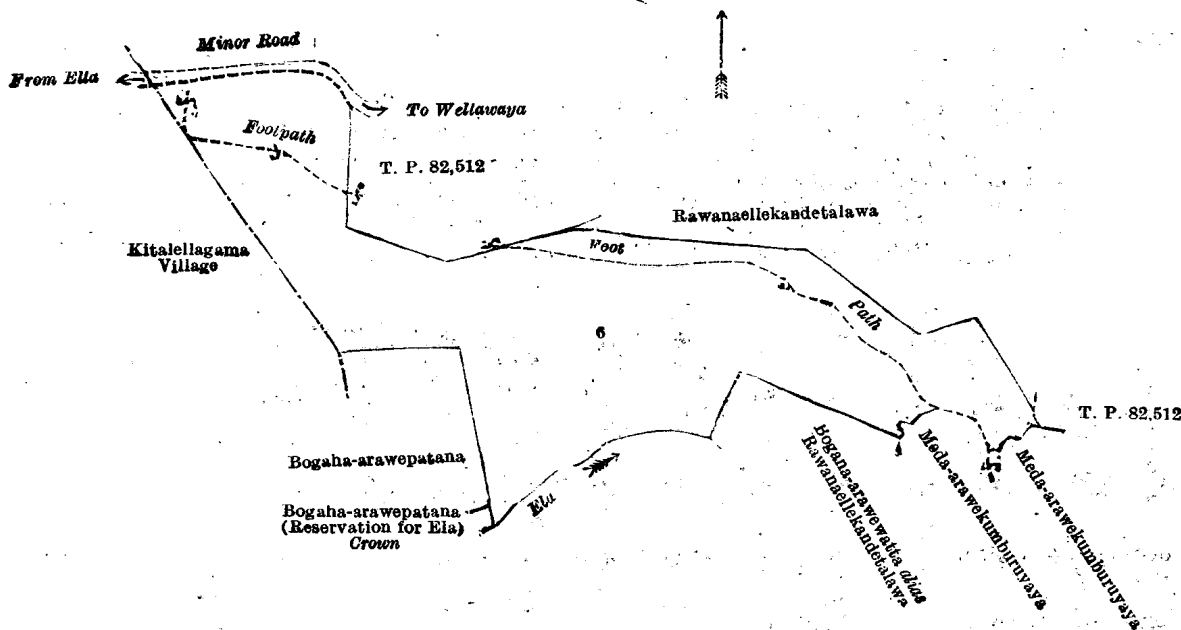 Minor Road
From Ella
To Wellawaya
Footpath
T. P. 82,512
Rawanaellekandetalawa
Foot
Kitalellagama
Village
Path
6
T. P. 82,512
Bogaha-arawepatana
Bogaha-arawepatana
(Reservation for Ela)
Crown
Ela
Bogana-arawewatta alias
Rawanaellekandetalawa
Meda-arawekumburuyaya
Meda-arawekumburuyaya